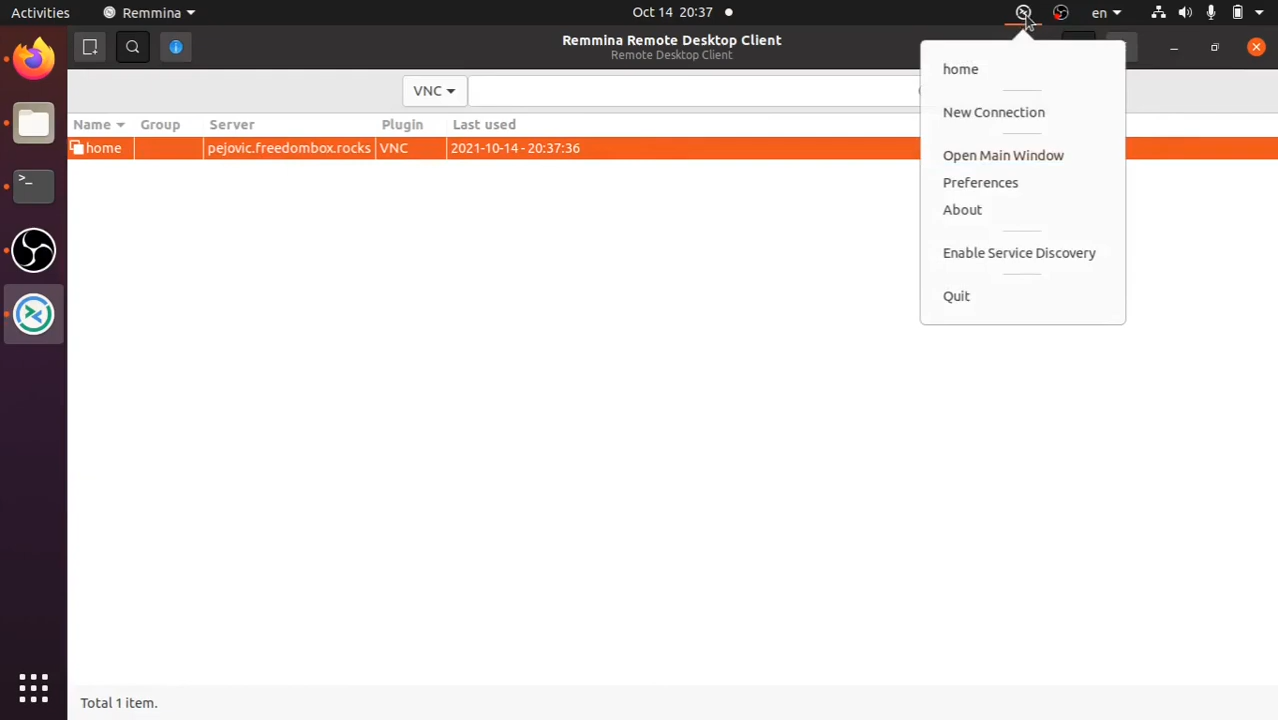 Activities Remmina Oct 14 20:37 en
Remmina Remote Desktop Client
Remote Desktop Client
VNC
Name Group Server Plugin Last used
home pejovic.freedombox.rocks VNC 2021-10-14 - 20:37:36
home
New Connection
Open Main Window
Preferences
About
Enable Service Discovery
Quit
Total 1 item.